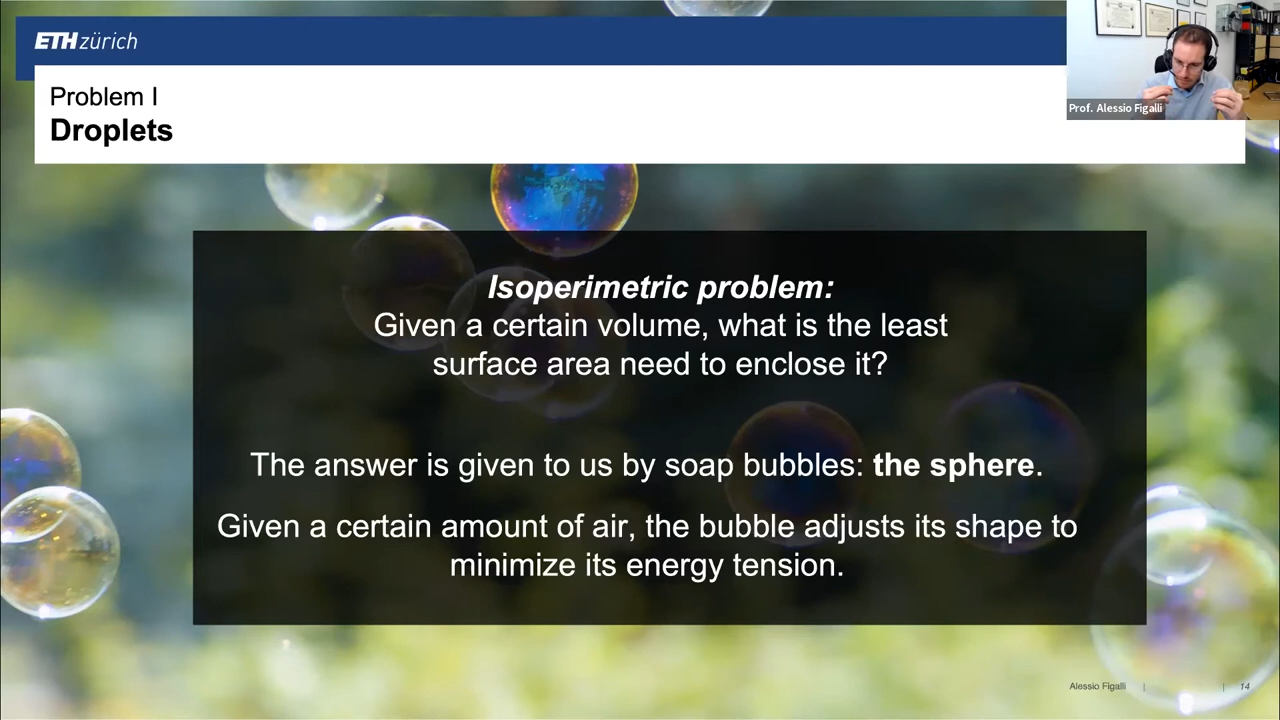 ETH zürich
Problem I
Droplets
Prof. Alessio Figalli
Isoperimetric problem:
Given a certain volume, what is the least
surface area need to enclose it?
The answer is given to us by soap bubbles: the sphere.
Given a certain amount of air, the bubble adjusts its shape to
minimize its energy tension.
Alessio Figalli | | 14